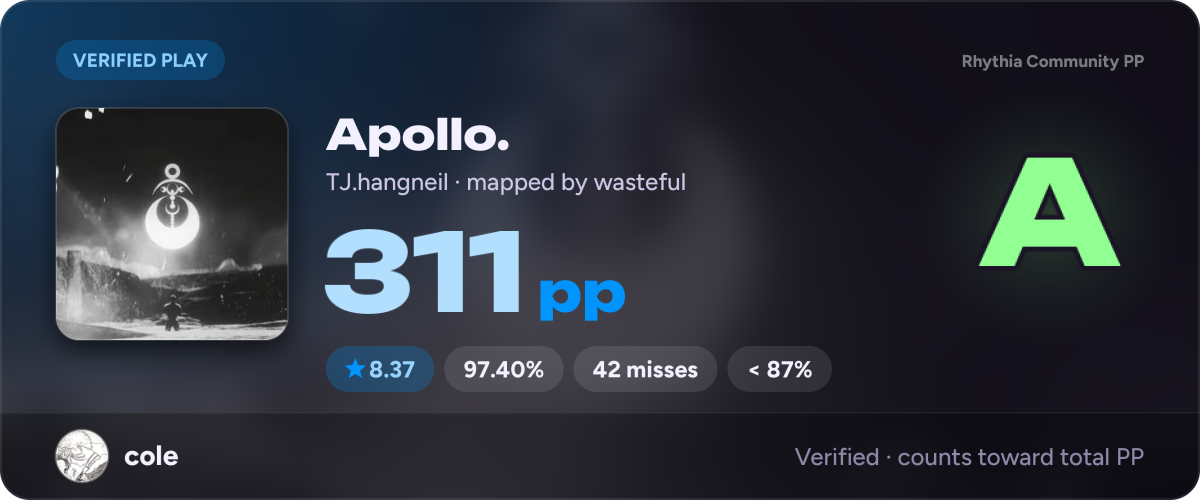 VERIFIED PLAY
Rhythia Community PP
Apollo.
TJ.hangneil · mapped by wasteful
311 pp
A
★8.37 97.40% 42 misses < 87%
cole
Verified · counts toward total PP